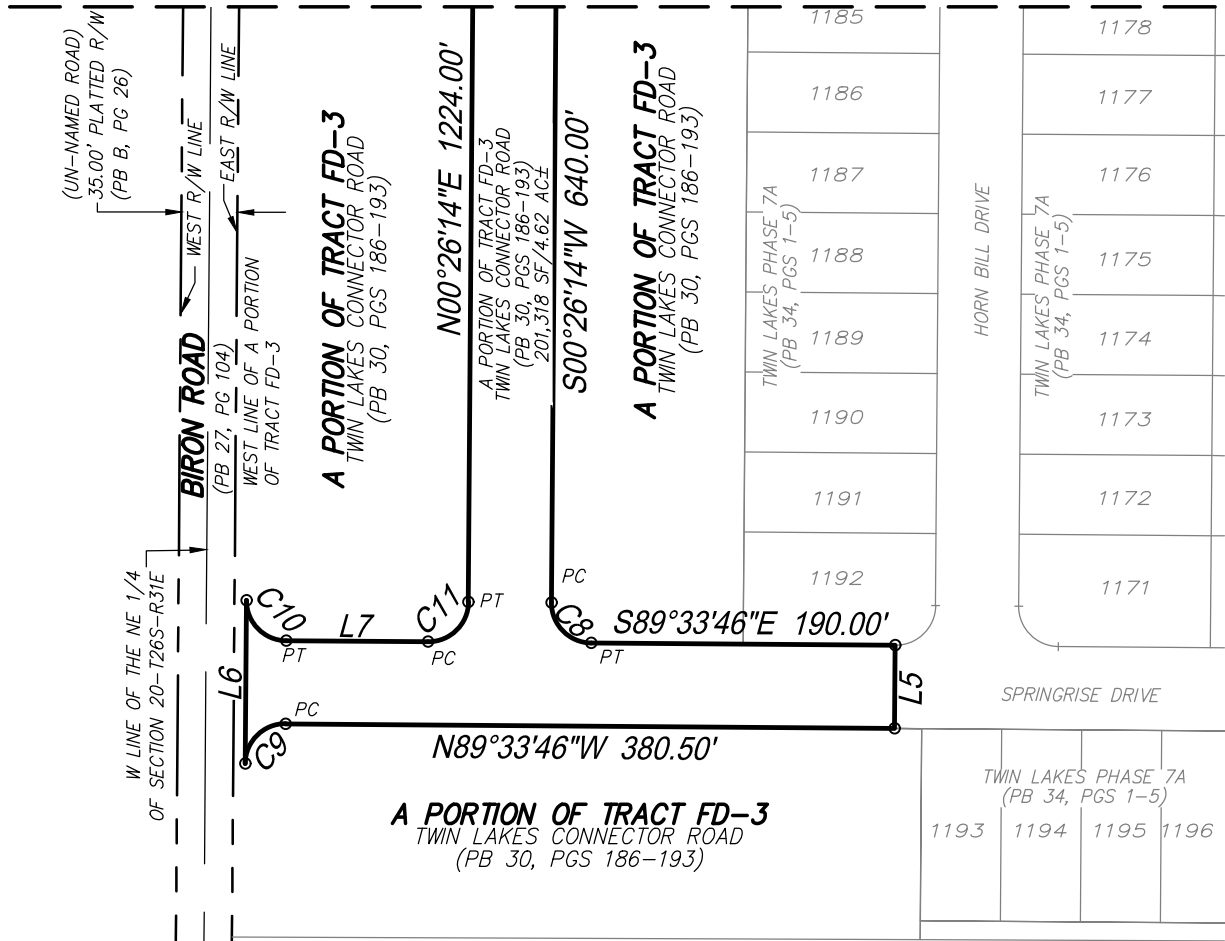 (UN-NAMED ROAD)
35.00' PLATTED R/W
(PB B, PG 26)
WEST R/W LINE
EAST R/W LINE
BIRON ROAD
(PB 27, PG 104)
WEST LINE OF A PORTION
OF TRACT FD-3
W LINE OF THE NE 1/4
OF SECTION 20-T26S-R31E
A PORTION OF TRACT FD-3
TWIN LAKES CONNECTOR ROAD
(PB 30, PGS 186-193)
N00°26'14"E 1224.00'
A PORTION OF TRACT FD-3
TWIN LAKES CONNECTOR ROAD
(PB 30, PGS 186-193)
201,318 SF/4.62 AC±
S00°26'14"W 640.00'
A PORTION OF TRACT FD-3
TWIN LAKES CONNECTOR ROAD
(PB 30, PGS 186-193)
1185
1186
1187
1188
1189
1190
1191
1192
TWIN LAKES PHASE 7A
(PB 34, PGS 1-5)
HORN BILL DRIVE
TWIN LAKES PHASE 7A
(PB 34, PGS 1-5)
1178
1177
1176
1175
1174
1173
1172
1171
C10
PT
L7
C11
PT
PC
PC
C8
PT
S89°33'46"E 190.00'
L6
PC
C9
N89°33'46"W 380.50'
L5
SPRINGRISE DRIVE
A PORTION OF TRACT FD-3
TWIN LAKES CONNECTOR ROAD
(PB 30, PGS 186-193)
TWIN LAKES PHASE 7A
(PB 34, PGS 1-5)
1193
1194
1195
1196